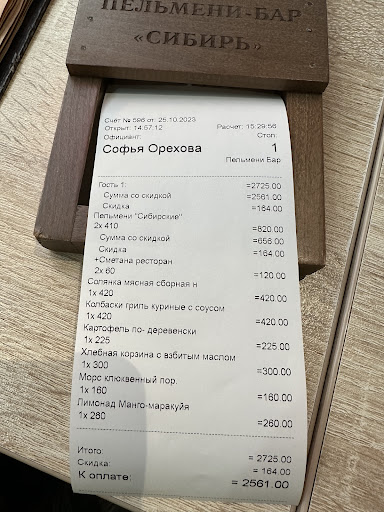 ПЕЛЬМЕНИ-БАР
«СИБИРЬ»
Счёт № 596 от: 25.10.2023
Открыт: 14:57:12 Расчет: 15:29:56
Официант: Стол:
Софья Орехова 1
Пельмени Бар
Гость 1: =2725.00
Сумма со скидкой =2561.00
Скидка =164.00
Пельмени "Сибирские"
2x 410 =820.00
Сумма со скидкой =656.00
Скидка =164.00
+Сметана ресторан
2x 60 =120.00
Солянка мясная сборная н
1x 420 =420.00
Колбаски гриль куриные с соусом
1x 420 =420.00
Картофель по- деревенски
1x 225 =225.00
Хлебная корзина с взбитым маслом
1x 300 =300.00
Морс клюквенный пор.
1x 160 =160.00
Лимонад Манго-маракуйя
1x 260 =260.00
Итого: = 2725.00
Скидка: = 164.00
К оплате: = 2561.00